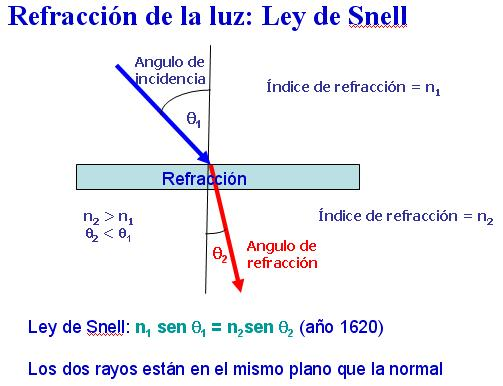 Refracción de la luz: Ley de Snell
Angulo de
incidencia
Índice de refracción = n₁
θ₁
Refracción
n₂ > n₁
θ₂ < θ₁
Índice de refracción = n₂
θ₂
Angulo de
refracción
Ley de Snell: n₁ sen θ₁ = n₂sen θ₂ (año 1620)
Los dos rayos están en el mismo plano que la normal